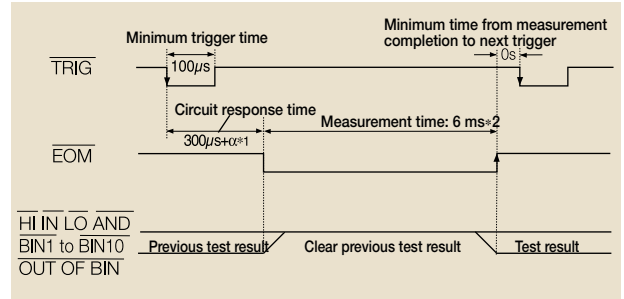 Minimum trigger time
Minimum time from measurement
completion to next trigger
TRIG
100μs
0s
Circuit response time
Measurement time: 6 ms*2
300μs+α*1
EOM
HI IN LO AND
BIN1 to BIN10
OUT OF BIN
Previous test result
Clear previous test result
Test result